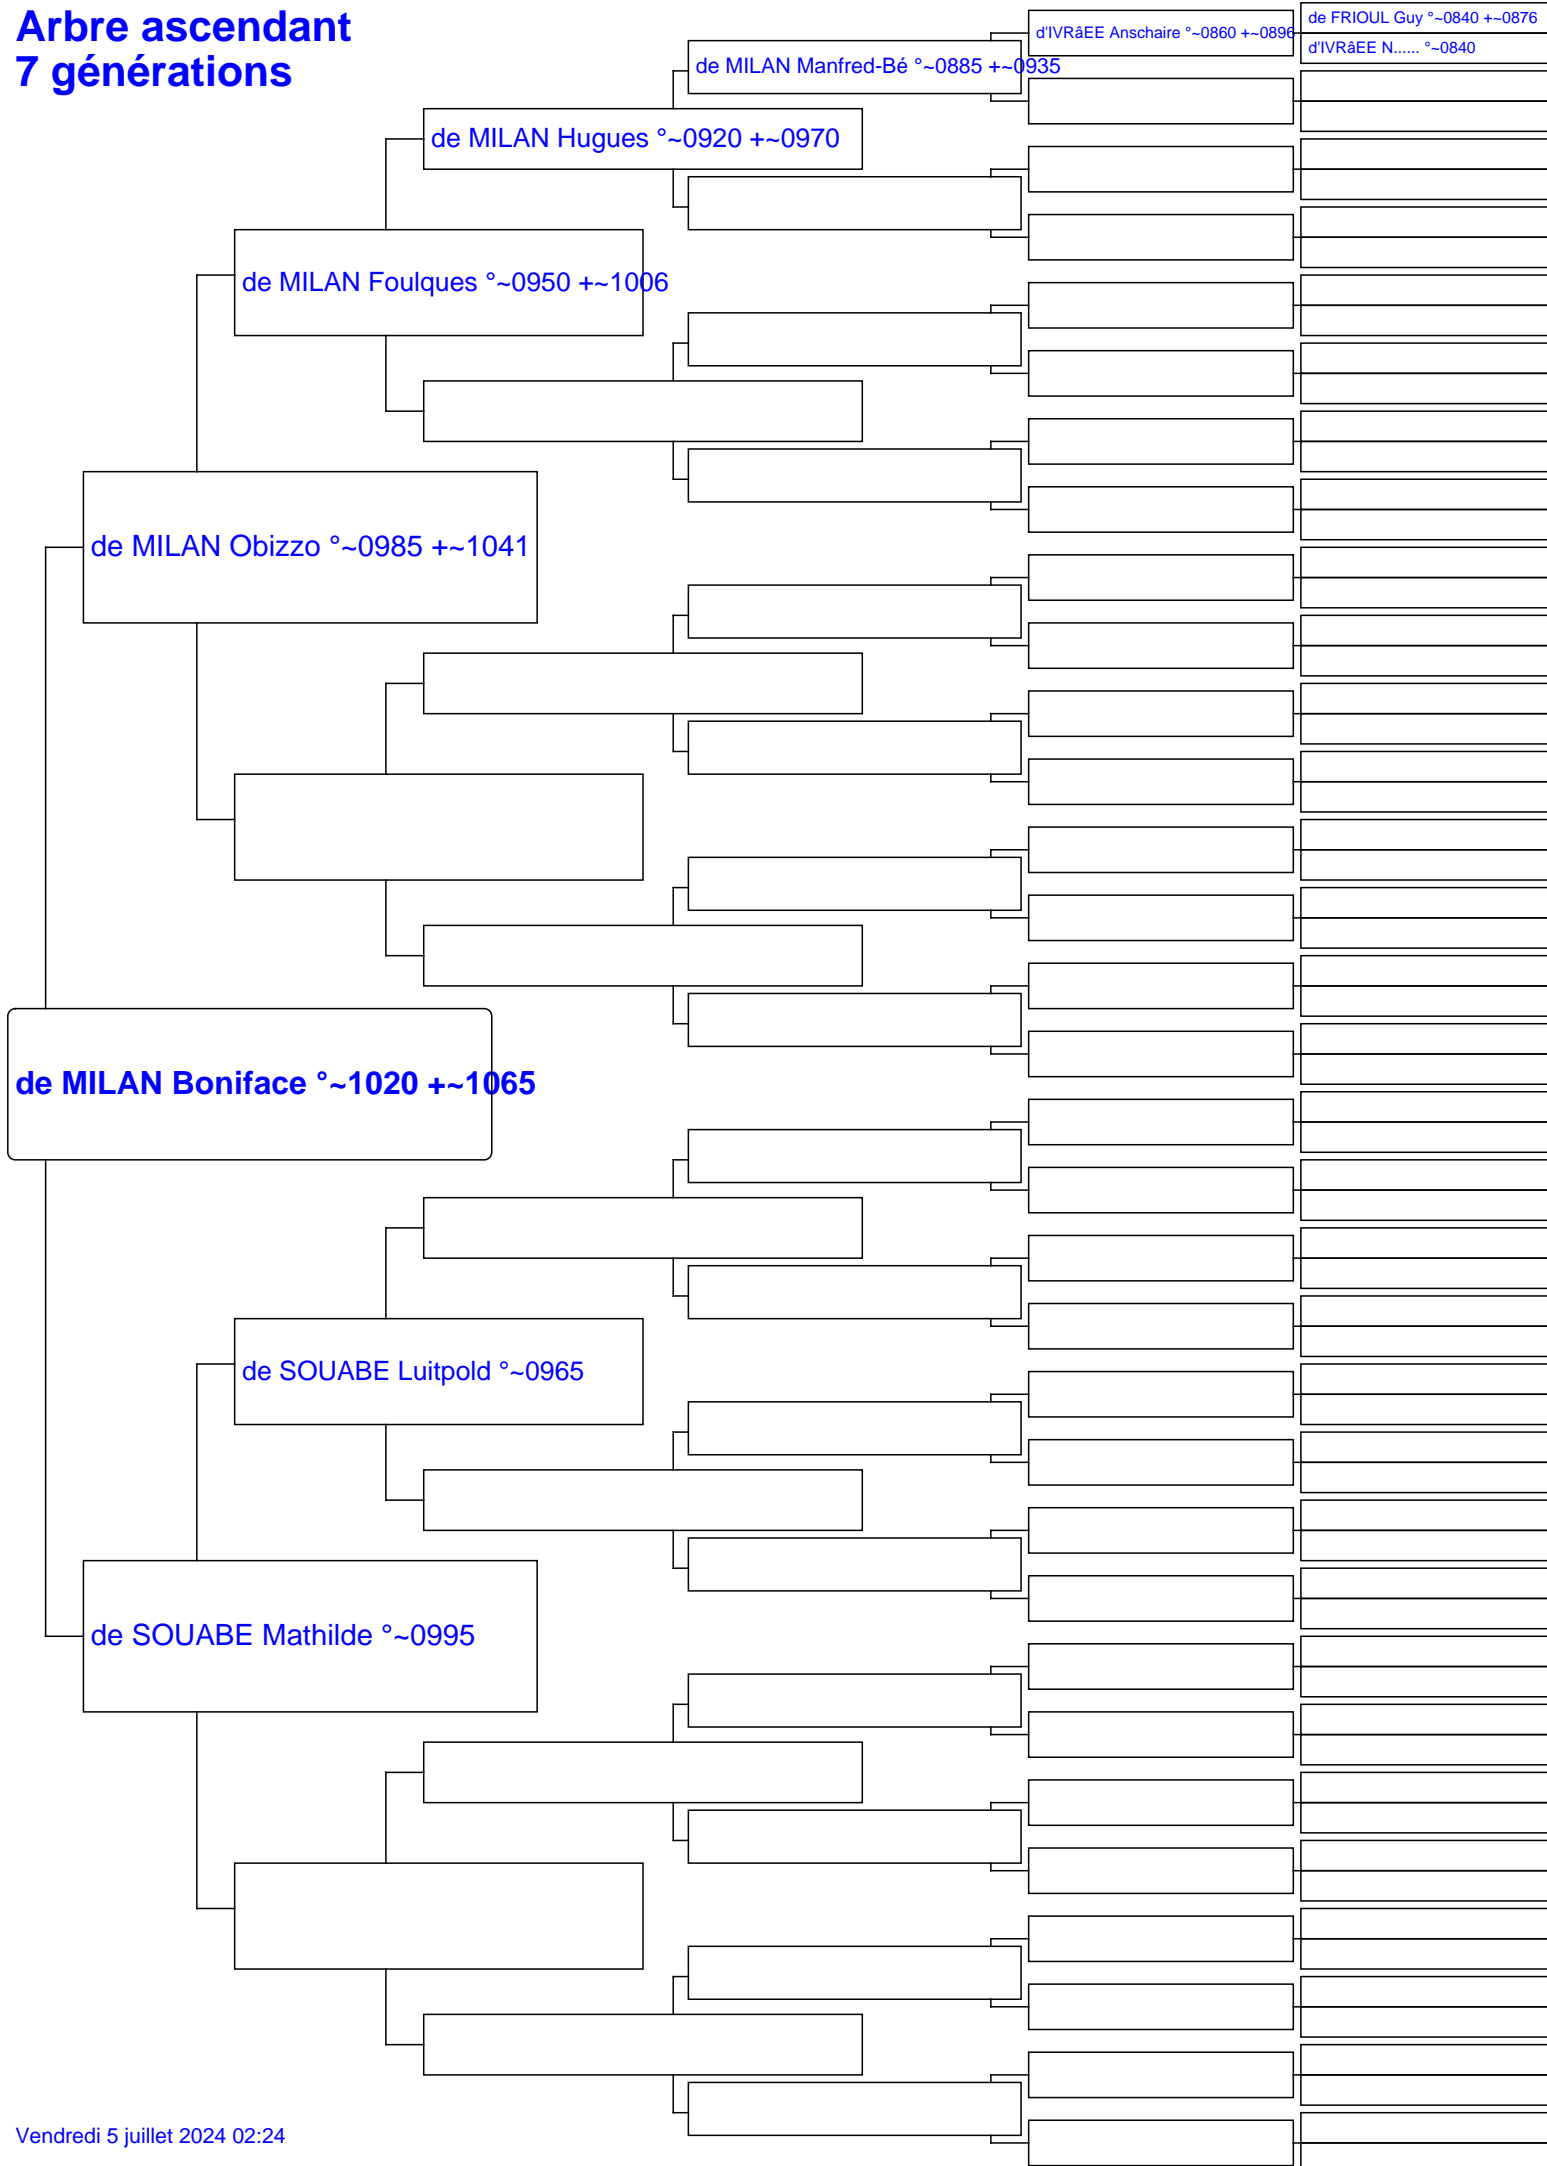 Arbre ascendant
7 générations
d'IVRâEE Anschaire °~0860 +~0896
de FRIOUL Guy °~0840 +~0876
d'IVRâEE N...... °~0840
de MILAN Manfred-Bé °~0885 +~0935
de MILAN Hugues °~0920 +~0970
de MILAN Foulques °~0950 +~1006
de MILAN Obizzo °~0985 +~1041
de MILAN Boniface °~1020 +~1065
de SOUABE Luitpold °~0965
de SOUABE Mathilde °~0995
Vendredi 5 juillet 2024 02:24